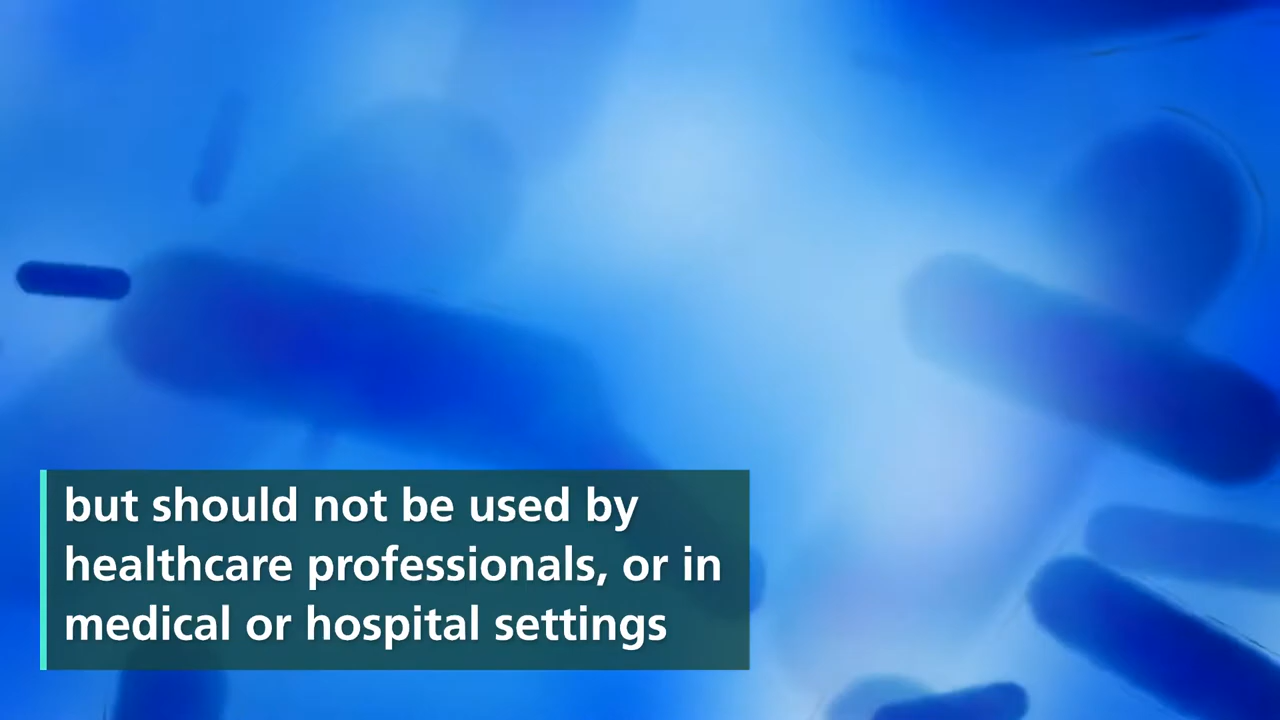 but should not be used by
healthcare professionals, or in
medical or hospital settings